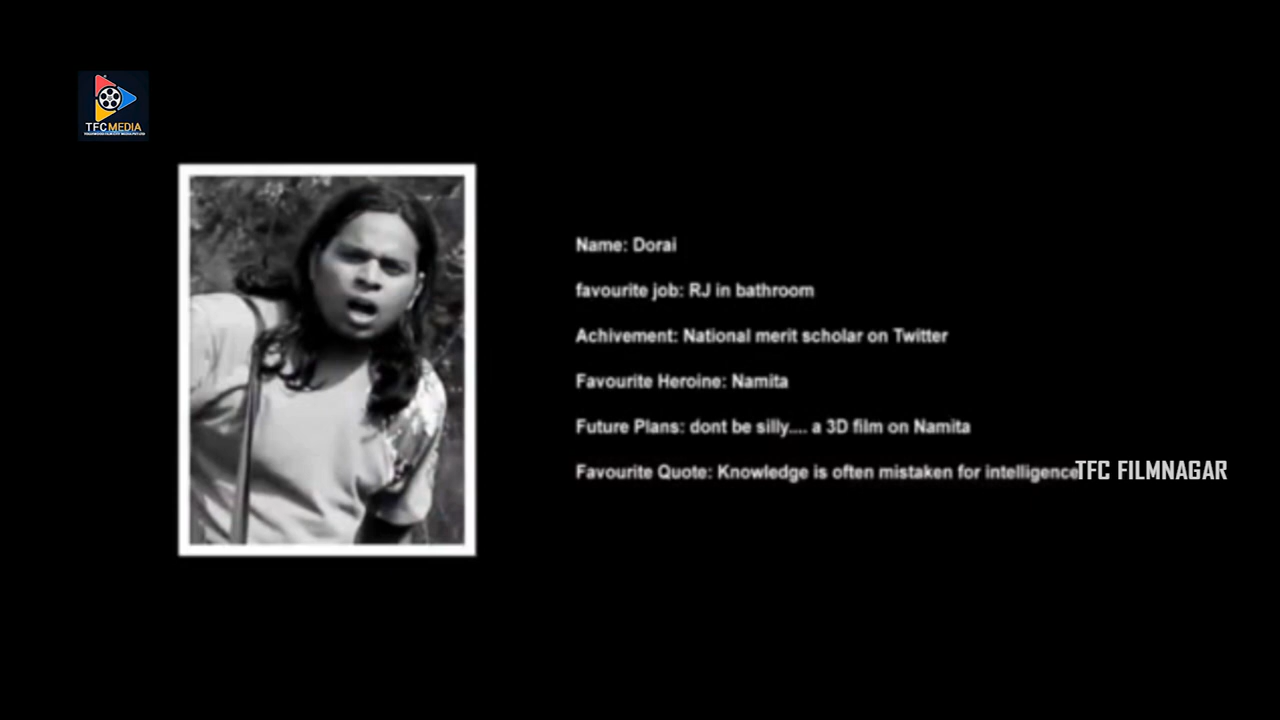 TFC MEDIA
Name: Dorai
favourite job: RJ in bathroom
Achivement: National merit scholar on Twitter
Favourite Heroine: Namita
Future Plans: dont be silly.... a 3D film on Namita
Favourite Quote: Knowledge is often mistaken for intelligence
TFC FILMNAGAR